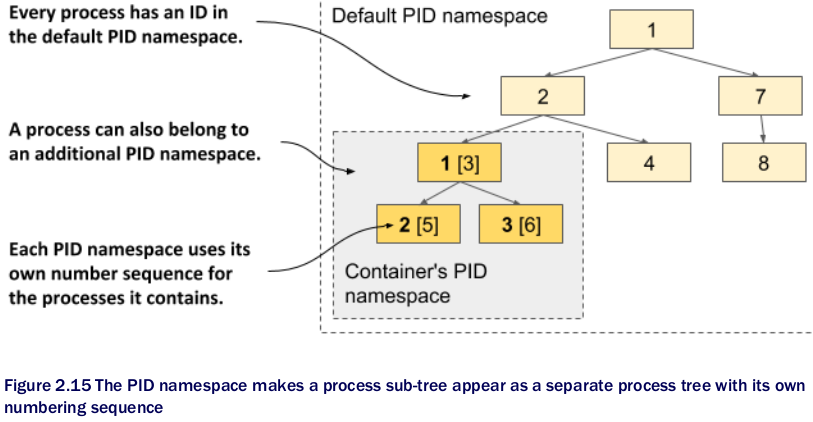 Every process has an ID in
the default PID namespace.
Default PID namespace
1
2
7
A process can also belong to
an additional PID namespace.
1 [3]
4
8
2 [5]
3 [6]
Each PID namespace uses its
own number sequence for
the processes it contains.
Container's PID
namespace
Figure 2.15 The PID namespace makes a process sub-tree appear as a separate process tree with its own
numbering sequence